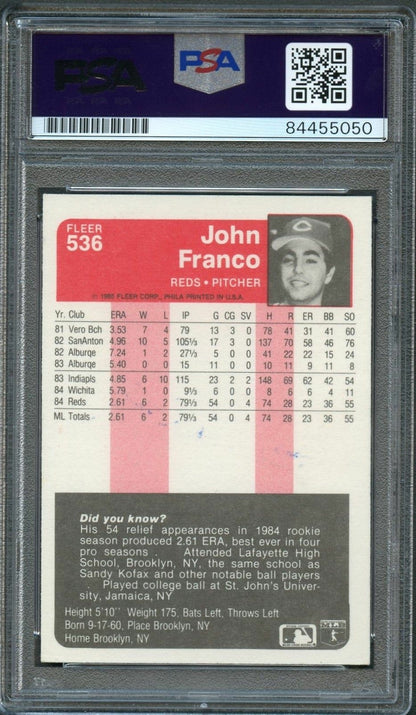 PSA
PSA
84455050
FLEER
536
John
Franco
REDS • PITCHER
© 1985 FLEER CORP., PHILA PRINTED IN U.S.A.
Yr. Club ERA W L IP G CG SV H R ER BB SO
81 Vero Bch 3.53 7 4 79 13 3 0 78 41 31 41 60
82 SanAnton 4.96 10 5 105⅓ 17 3 0 137 70 58 46 76
82 Alburqe 7.24 1 2 27⅓ 5 0 0 41 22 22 15 24
83 Alburqe 5.40 0 0 15 11 0 0 10 11 9 11 8
83 Indiapls 4.85 6 10 115 23 2 2 148 69 62 42 54
84 Wichita 5.79 1 0 9⅓ 6 0 0 8 6 6 4 11
84 Reds 2.61 6 2 79⅓ 54 0 4 74 28 23 36 55
ML Totals 2.61 6 2 79⅓ 54 0 4 74 28 23 36 55
Did you know?
His 54 relief appearances in 1984 rookie
season produced 2.61 ERA, best ever in four
pro seasons . Attended Lafayette High
School, Brooklyn, NY, the same school as
Sandy Kofax and other notable ball players
Played college ball at St. John's Univer-
sity, Jamaica, NY
Height 5'10" Weight 175, Bats Left, Throws Left
Born 9-17-60, Place Brooklyn, NY
Home Brooklyn, NY